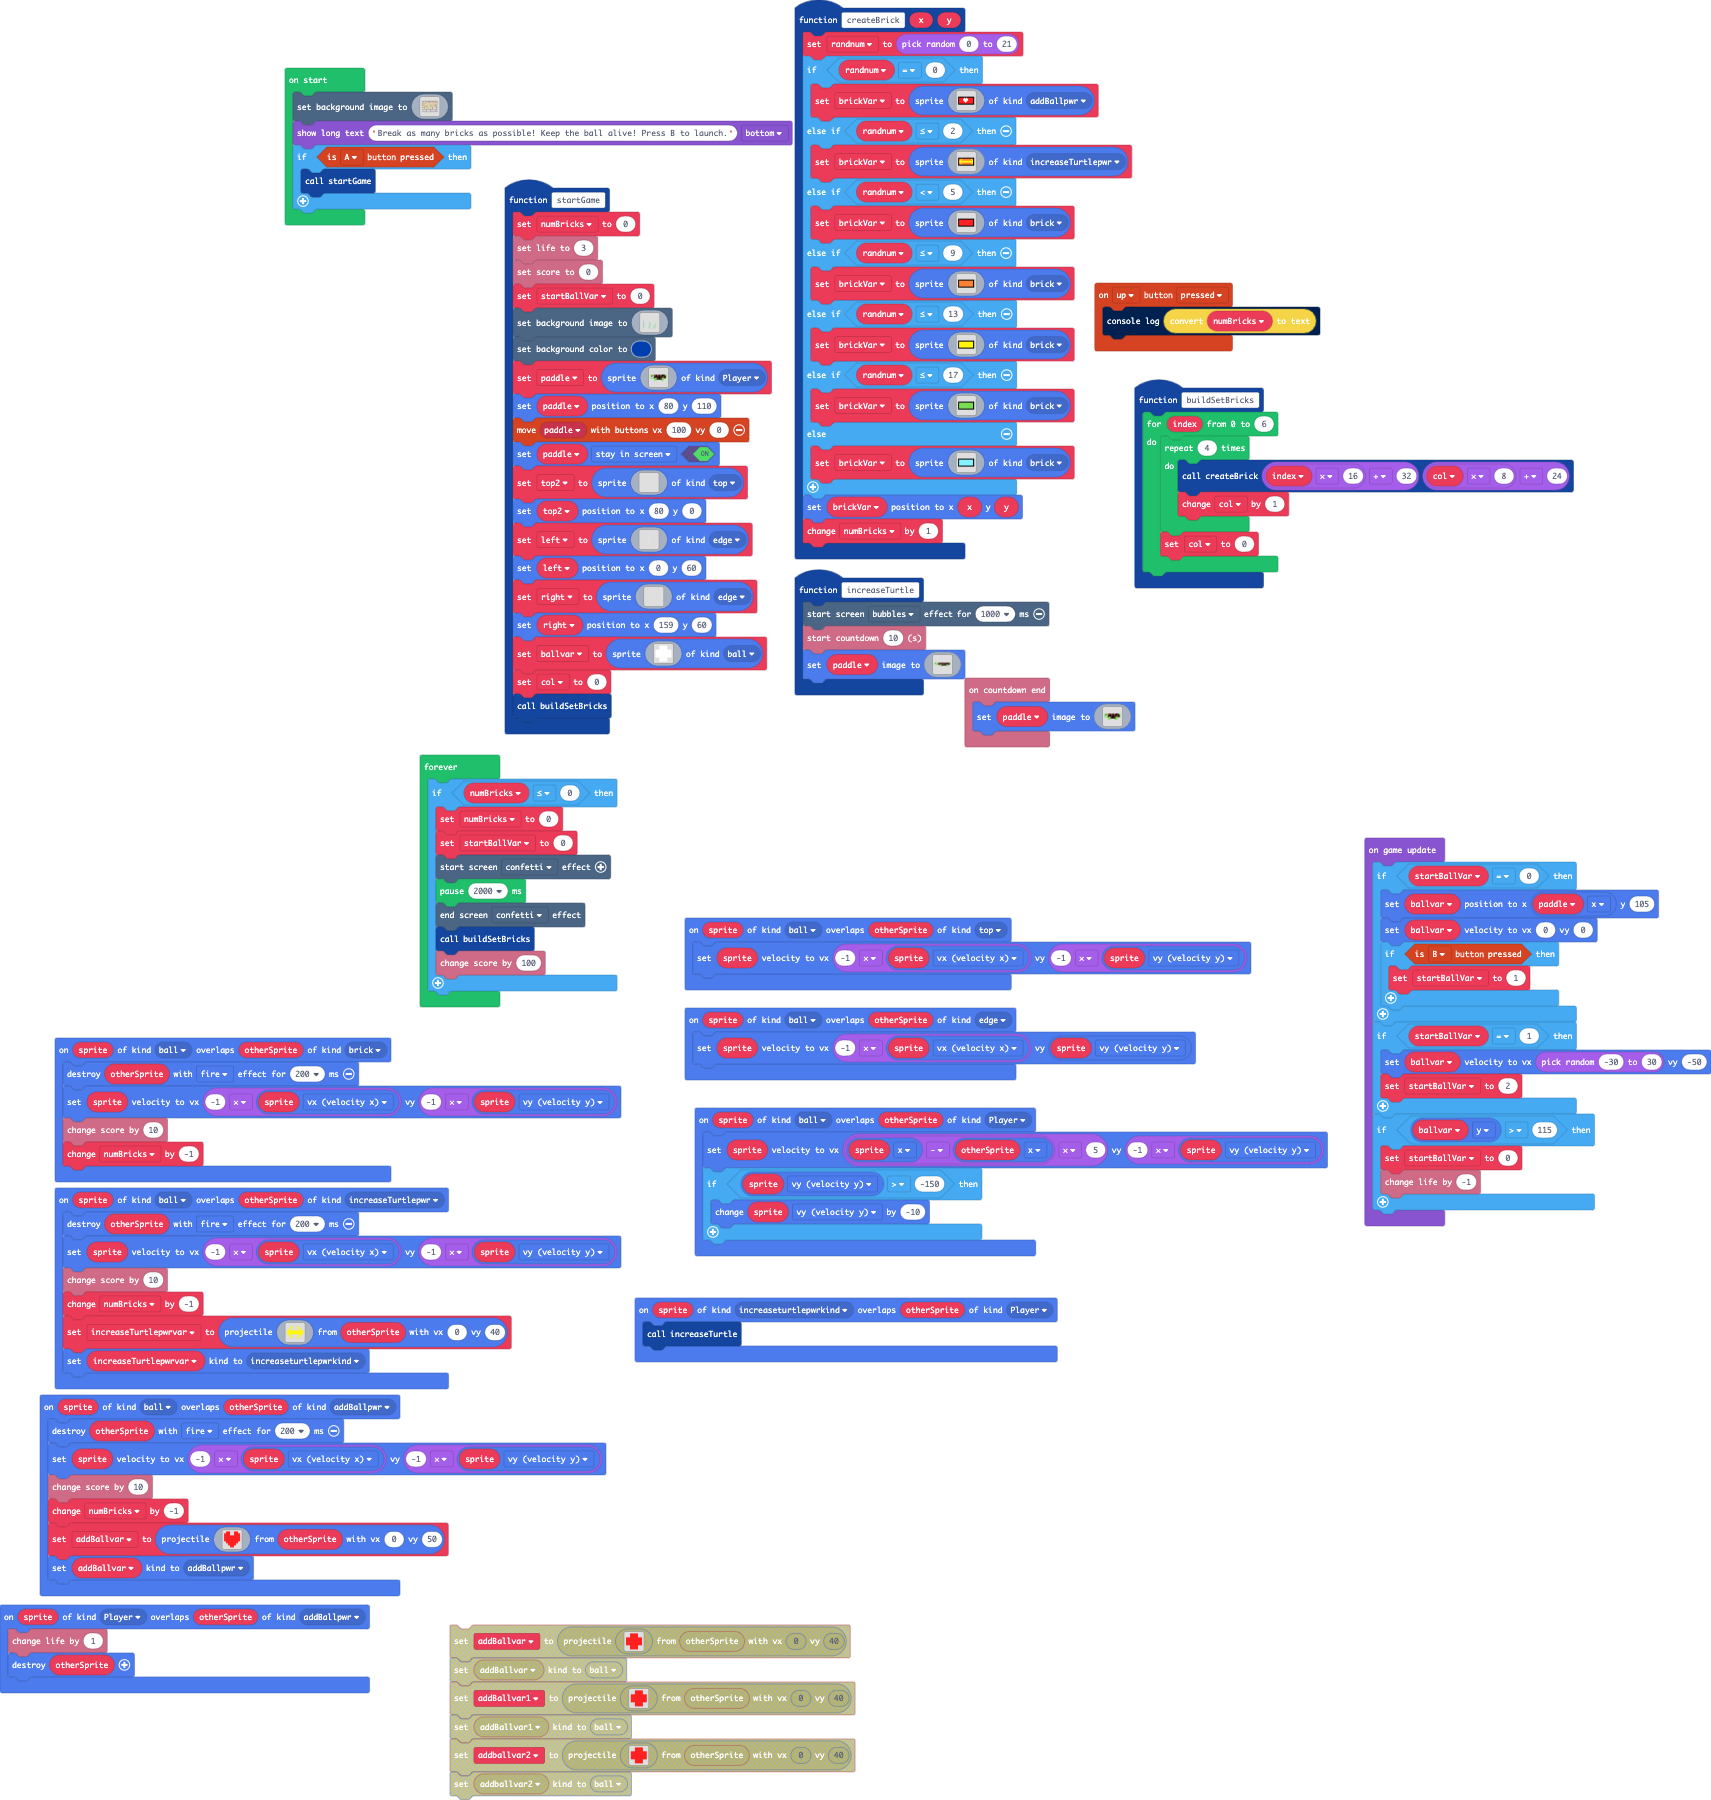 on start
set background image to
show long text "Break as many bricks as possible! Keep the ball alive! Press B to launch." bottom
if is A button pressed then
call startGame
function startGame
set numBricks to 0
set life to 3
set score to 0
set startBallVar to 0
set background image to
set background color to
set paddle to sprite of kind Player
set paddle position to x 80 y 110
move paddle with buttons vx 100 vy 0
set paddle stay in screen ON
set top2 to sprite of kind top
set top2 position to x 80 y 0
set left to sprite of kind edge
set left position to x 0 y 60
set right to sprite of kind edge
set right position to x 159 y 60
set ballvar to sprite of kind ball
set col to 0
call buildSetBricks
function createBrick x y
set randnum to pick random 0 to 21
if randnum = 0 then
set brickVar to sprite of kind addBallpwr
else if randnum ≤ 2 then
set brickVar to sprite of kind increaseTurtlepwr
else if randnum < 5 then
set brickVar to sprite of kind brick
else if randnum ≤ 9 then
set brickVar to sprite of kind brick
else if randnum ≤ 13 then
set brickVar to sprite of kind brick
else if randnum ≤ 17 then
set brickVar to sprite of kind brick
else
set brickVar to sprite of kind brick
set brickVar position to x x y y
change numBricks by 1
on up button pressed
console log convert numBricks to text
function buildSetBricks
for index from 0 to 6
do repeat 4 times
do call createBrick index × 16 + 32 col × 8 + 24
change col by 1
set col to 0
function increaseTurtle
start screen bubbles effect for 1000 ms
start countdown 10 (s)
set paddle image to
on countdown end
set paddle image to
forever
if numBricks ≤ 0 then
set numBricks to 0
set startBallVar to 0
start screen confetti effect
pause 2000 ms
end screen confetti effect
call buildSetBricks
change score by 100
on game update
if startBallVar = 0 then
set ballvar position to x paddle x y 105
set ballvar velocity to vx 0 vy 0
if is B button pressed then
set startBallVar to 1
if startBallVar = 1 then
set ballvar velocity to vx pick random -30 to 30 vy -50
set startBallVar to 2
if ballvar y > 115 then
set startBallVar to 0
change life by -1
on sprite of kind ball overlaps otherSprite of kind top
set sprite velocity to vx -1 × sprite vx (velocity x) vy -1 × sprite vy (velocity y)
on sprite of kind ball overlaps otherSprite of kind edge
set sprite velocity to vx -1 × sprite vx (velocity x) vy sprite vy (velocity y)
on sprite of kind ball overlaps otherSprite of kind Player
set sprite velocity to vx sprite x - otherSprite x × 5 vy -1 × sprite vy (velocity y)
if sprite vy (velocity y) > -150 then
change sprite vy (velocity y) by -10
on sprite of kind increaseturtlepwrkind overlaps otherSprite of kind Player
call increaseTurtle
on sprite of kind ball overlaps otherSprite of kind brick
destroy otherSprite with fire effect for 200 ms
set sprite velocity to vx -1 × sprite vx (velocity x) vy -1 × sprite vy (velocity y)
change score by 10
change numBricks by -1
on sprite of kind ball overlaps otherSprite of kind increaseTurtlepwr
destroy otherSprite with fire effect for 200 ms
set sprite velocity to vx -1 × sprite vx (velocity x) vy -1 × sprite vy (velocity y)
change score by 10
change numBricks by -1
set increaseTurtlepwrvar to projectile from otherSprite with vx 0 vy 40
set increaseTurtlepwrvar kind to increaseturtlepwrkind
on sprite of kind ball overlaps otherSprite of kind addBallpwr
destroy otherSprite with fire effect for 200 ms
set sprite velocity to vx -1 × sprite vx (velocity x) vy -1 × sprite vy (velocity y)
change score by 10
change numBricks by -1
set addBallvar to projectile from otherSprite with vx 0 vy 50
set addBallvar kind to addBallpwr
on sprite of kind Player overlaps otherSprite of kind addBallpwr
change life by 1
destroy otherSprite
set addBallvar to projectile from otherSprite with vx 0 vy 40
set addBallvar kind to ball
set addBallvar1 to projectile from otherSprite with vx 0 vy 40
set addBallvar1 kind to ball
set addballvar2 to projectile from otherSprite with vx 0 vy 40
set addballvar2 kind to ball